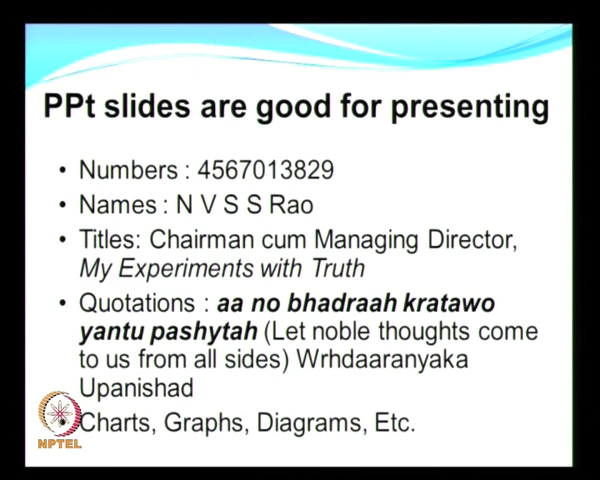 PPt slides are good for presenting
• Numbers : 4567013829
• Names : N V S S Rao
• Titles: Chairman cum Managing Director,
My Experiments with Truth
• Quotations : aa no bhadraah kratawo
yantu pashytah (Let noble thoughts come
to us from all sides) Wrhdaaranyaka
Upanishad
Charts, Graphs, Diagrams, Etc.
NPTEL